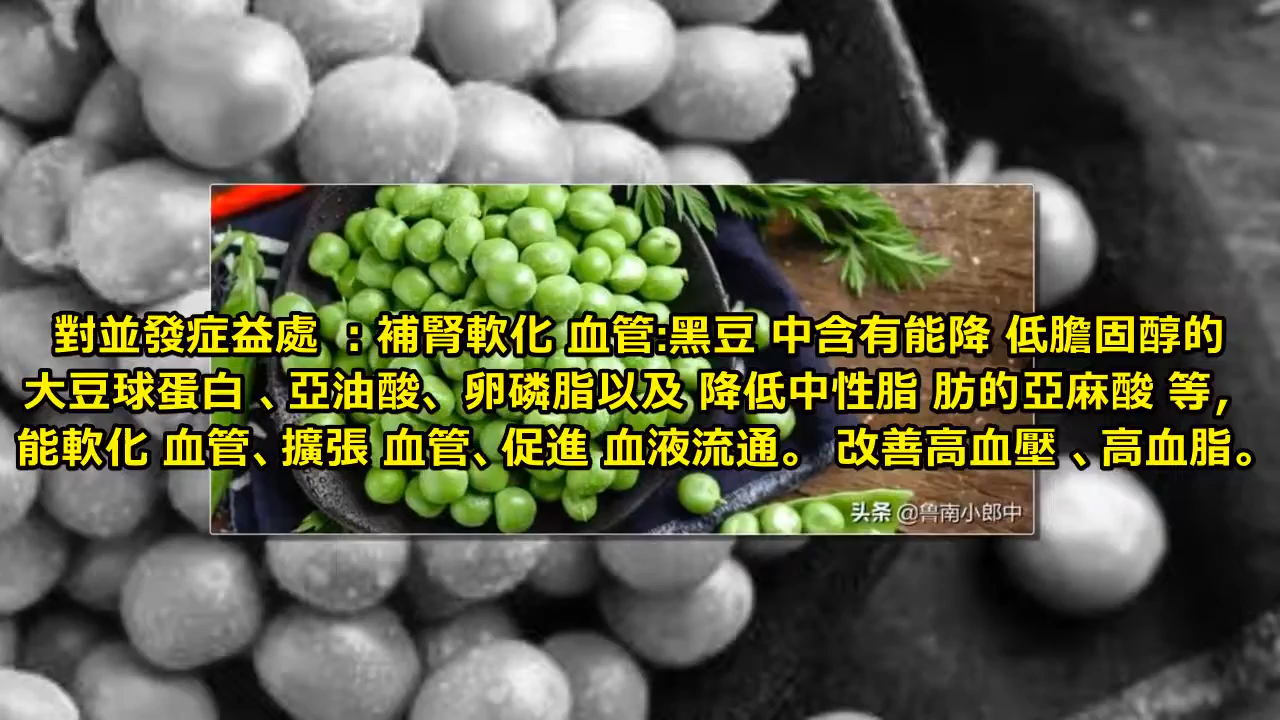 對並發症益處 : 補腎軟化 血管:黑豆 中含有能降 低膽固醇的
大豆球蛋白 、亞油酸、卵磷脂以及 降低中性脂 肪的亞麻酸 等，
能軟化 血管、擴張 血管、促進 血液流通。 改善高血壓 、高血脂。
头条 @鲁南小郎中